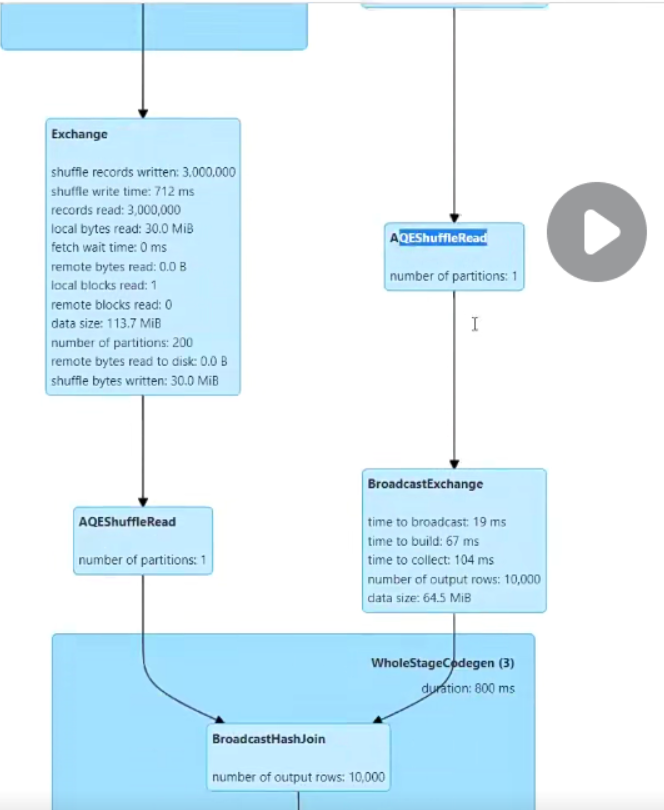 Exchange
shuffle records written: 3,000,000
shuffle write time: 712 ms
records read: 3,000,000
local bytes read: 30.0 MiB
fetch wait time: 0 ms
remote bytes read: 0.0 B
local blocks read: 1
remote blocks read: 0
data size: 113.7 MiB
number of partitions: 200
remote bytes read to disk: 0.0 B
shuffle bytes written: 30.0 MiB
AQEShuffleRead
number of partitions: 1
AQEShuffleRead
number of partitions: 1
BroadcastExchange
time to broadcast: 19 ms
time to build: 67 ms
time to collect: 104 ms
number of output rows: 10,000
data size: 64.5 MiB
WholeStageCodegen (3)
duration: 800 ms
BroadcastHashJoin
number of output rows: 10,000